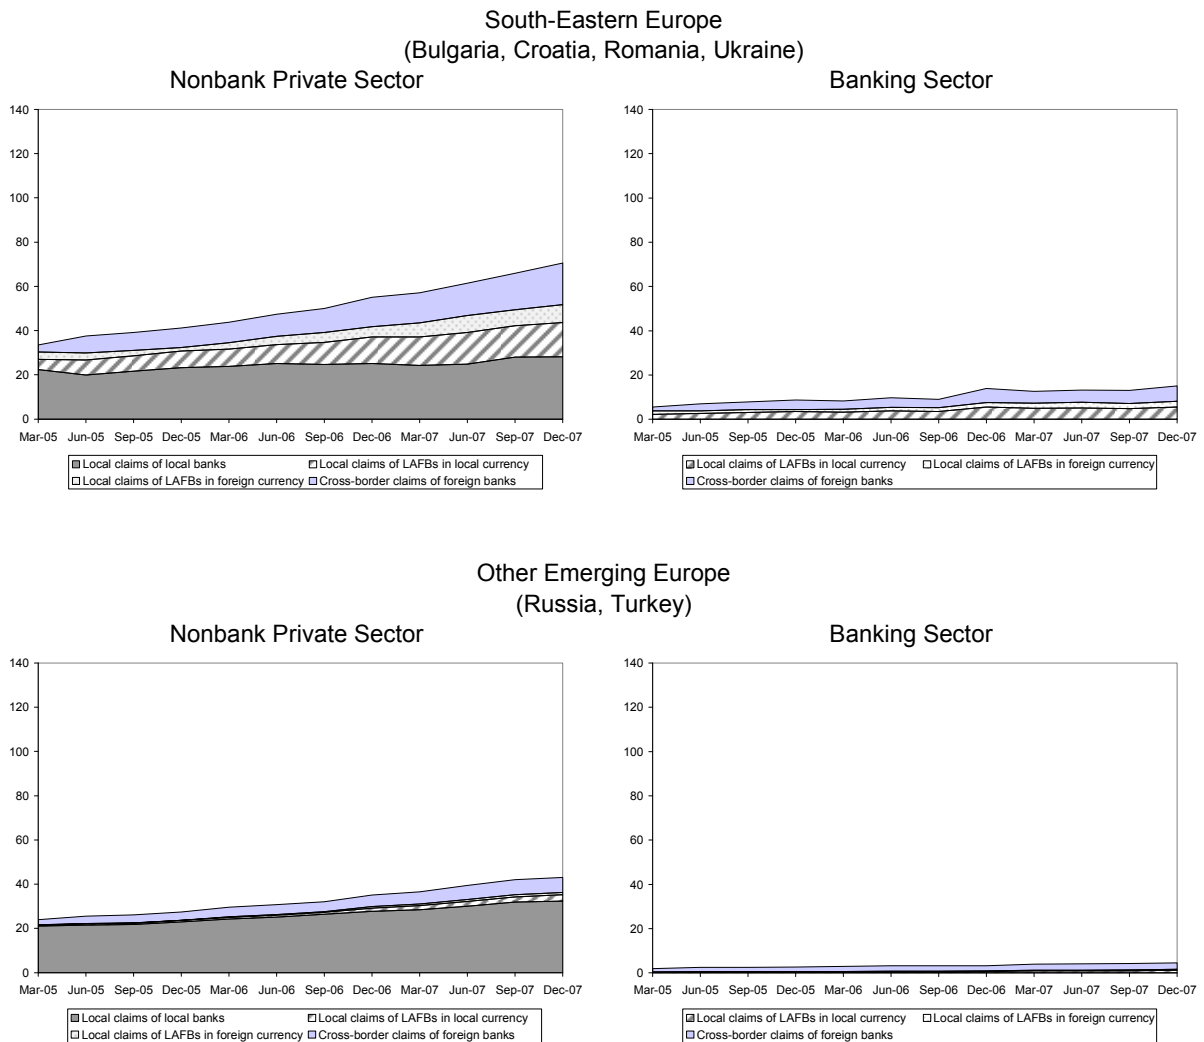 South-Eastern Europe
(Bulgaria, Croatia, Romania, Ukraine)
Nonbank Private Sector
140
120
100
80
60
40
20
0
Mar-05 Jun-05 Sep-05 Dec-05 Mar-06 Jun-06 Sep-06 Dec-06 Mar-07 Jun-07 Sep-07 Dec-07
Local claims of local banks Local claims of LAFBs in local currency
Local claims of LAFBs in foreign currency Cross-border claims of foreign banks
Banking Sector
140
120
100
80
60
40
20
0
Mar-05 Jun-05 Sep-05 Dec-05 Mar-06 Jun-06 Sep-06 Dec-06 Mar-07 Jun-07 Sep-07 Dec-07
Local claims of LAFBs in local currency Local claims of LAFBs in foreign currency
Cross-border claims of foreign banks
Other Emerging Europe
(Russia, Turkey)
Nonbank Private Sector
140
120
100
80
60
40
20
0
Mar-05 Jun-05 Sep-05 Dec-05 Mar-06 Jun-06 Sep-06 Dec-06 Mar-07 Jun-07 Sep-07 Dec-07
Local claims of local banks Local claims of LAFBs in local currency
Local claims of LAFBs in foreign currency Cross-border claims of foreign banks
Banking Sector
140
120
100
80
60
40
20
0
Mar-05 Jun-05 Sep-05 Dec-05 Mar-06 Jun-06 Sep-06 Dec-06 Mar-07 Jun-07 Sep-07 Dec-07
Local claims of LAFBs in local currency Local claims of LAFBs in foreign currency
Cross-border claims of foreign banks